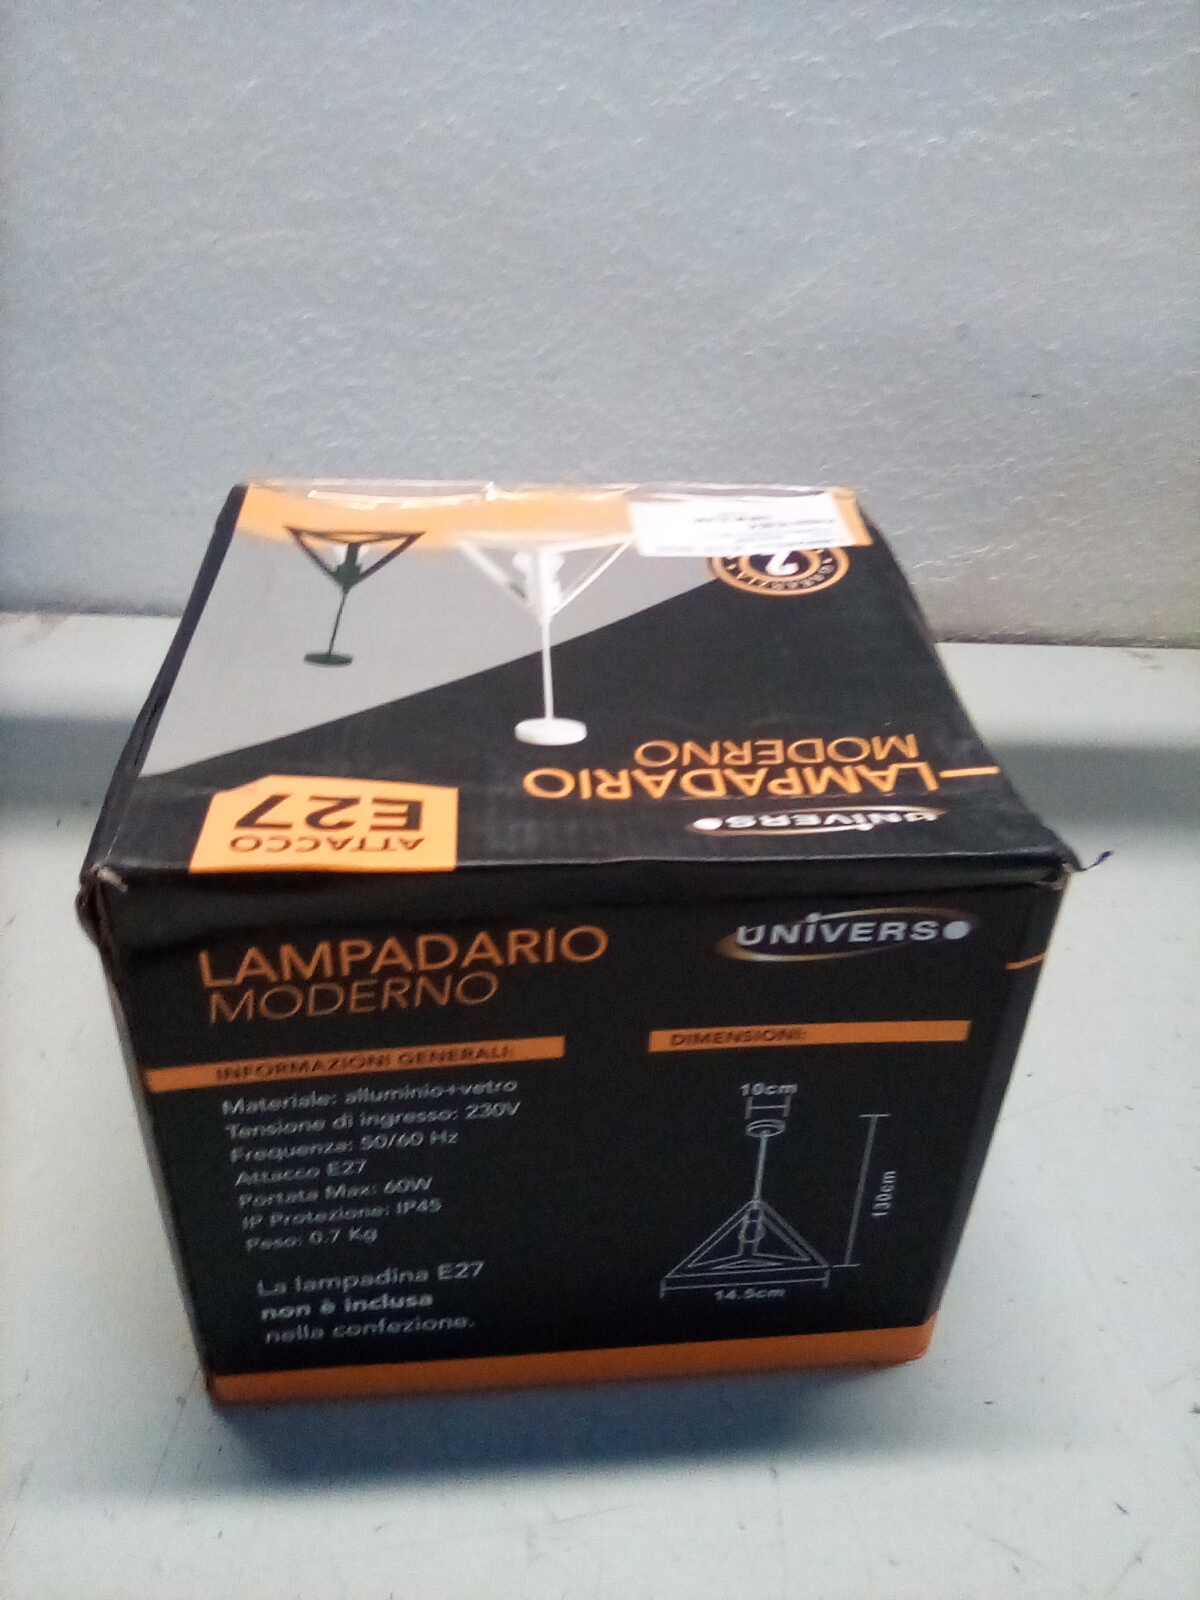 2
GARANZIA
LAMPADARIO
MODERNO
UNIVERSO
ATTACCO
E27
LAMPADARIO
MODERNO
UNIVERSO
INFORMAZIONI GENERALI:
Materiale: alluminio+vetro
Tensione di ingresso: 230V
Frequenza: 50/60 Hz
Attacco E27
Portata Max: 60W
IP Protezione: IP45
Peso: 0.7 Kg
La lampadina E27
non è inclusa
nella confezione.
DIMENSIONI:
10cm
130cm
14.5cm